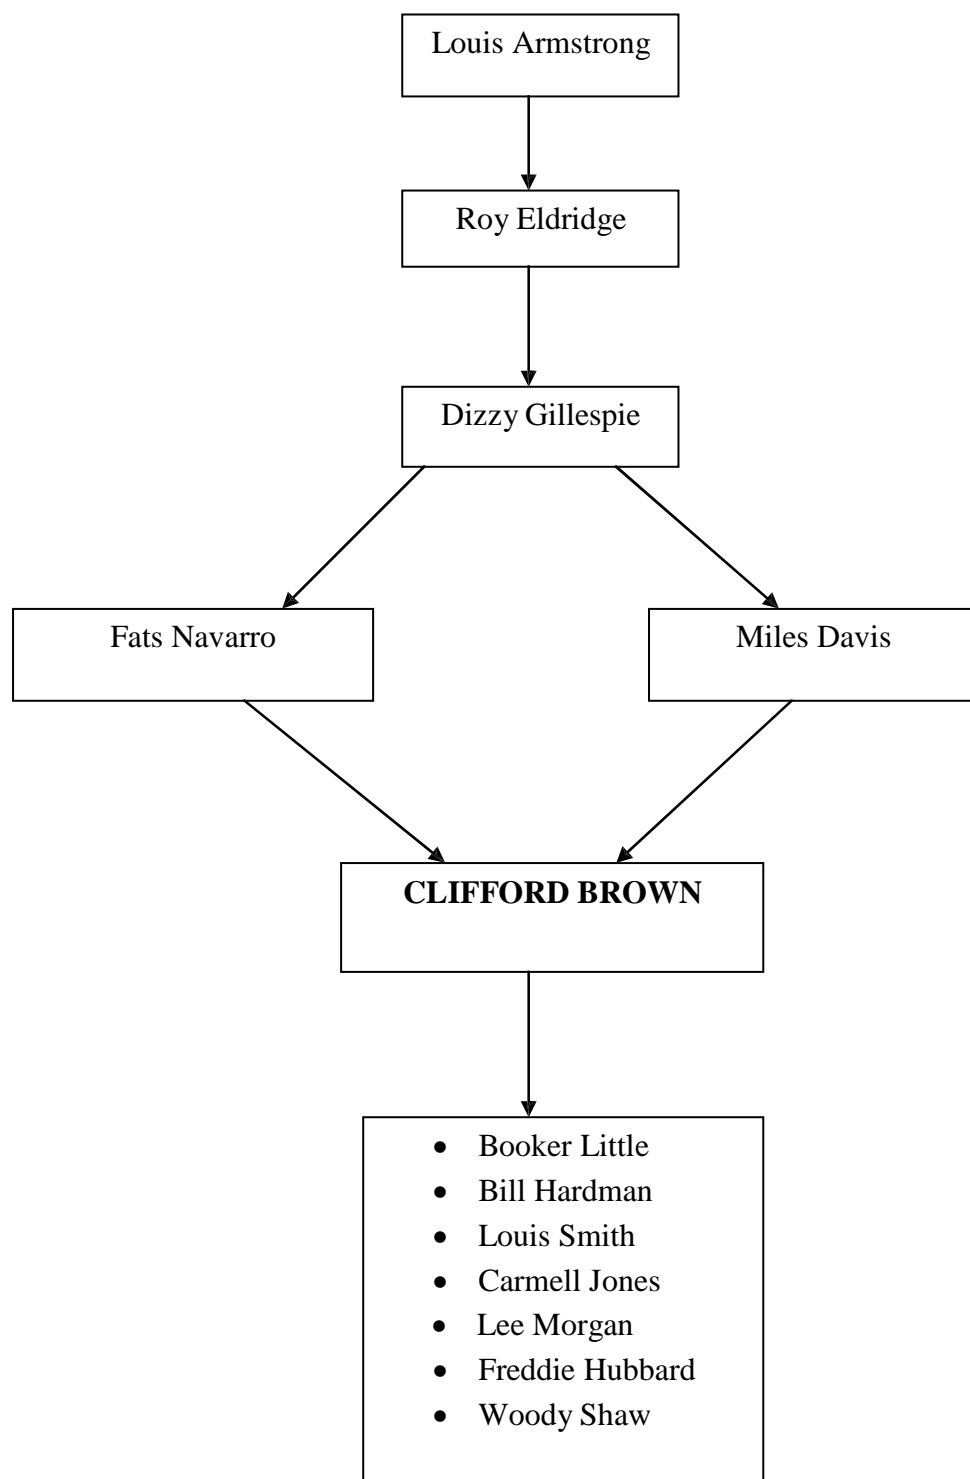 Louis Armstrong
Roy Eldridge
Dizzy Gillespie
Fats Navarro
Miles Davis
CLIFFORD BROWN
• Booker Little
• Bill Hardman
• Louis Smith
• Carmell Jones
• Lee Morgan
• Freddie Hubbard
• Woody Shaw